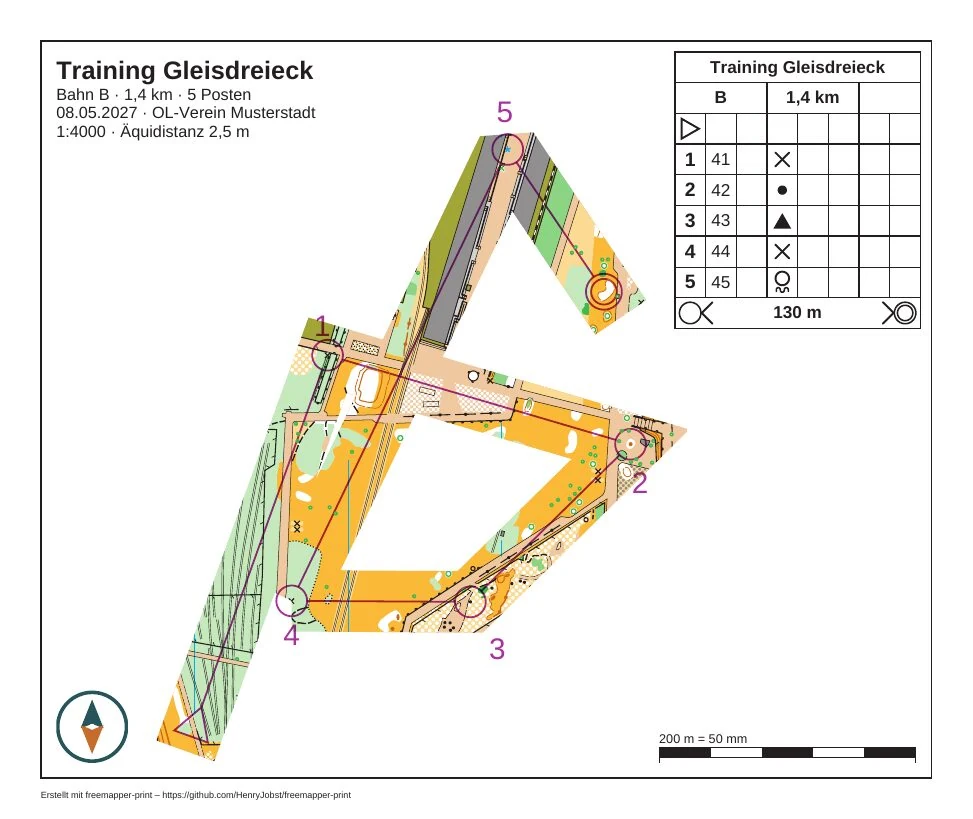 Training Gleisdreieck
Bahn B · 1,4 km · 5 Posten
08.05.2027 · OL-Verein Musterstadt
1:4000 · Äquidistanz 2,5 m
Training Gleisdreieck
B 1,4 km
1 41
2 42
3 43
4 44
5 45
130 m
5
1
2
4
3
200 m = 50 mm
Erstellt mit freemapper-print – https://github.com/HenryJobst/freemapper-print